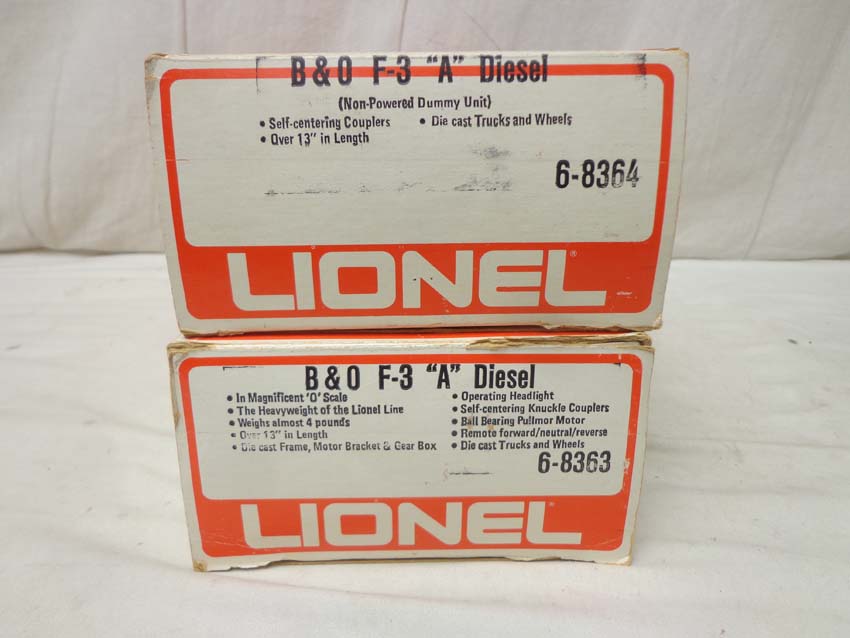 B & O F-3 "A" Diesel
(Non-Powered Dummy Unit)
• Self-centering Couplers • Die cast Trucks and Wheels
• Over 13" in Length
6-8364
LIONEL®
B & O F-3 "A" Diesel
• In Magnificent 'O' Scale
• The Heavyweight of the Lionel Line
• Weighs almost 4 pounds
• Over 13" in Length
• Die cast Frame, Motor Bracket & Gear Box
• Operating Headlight
• Self-centering Knuckle Couplers
• Ball Bearing Pullmor Motor
• Remote forward/neutral/reverse
• Die cast Trucks and Wheels
6-8363
LIONEL